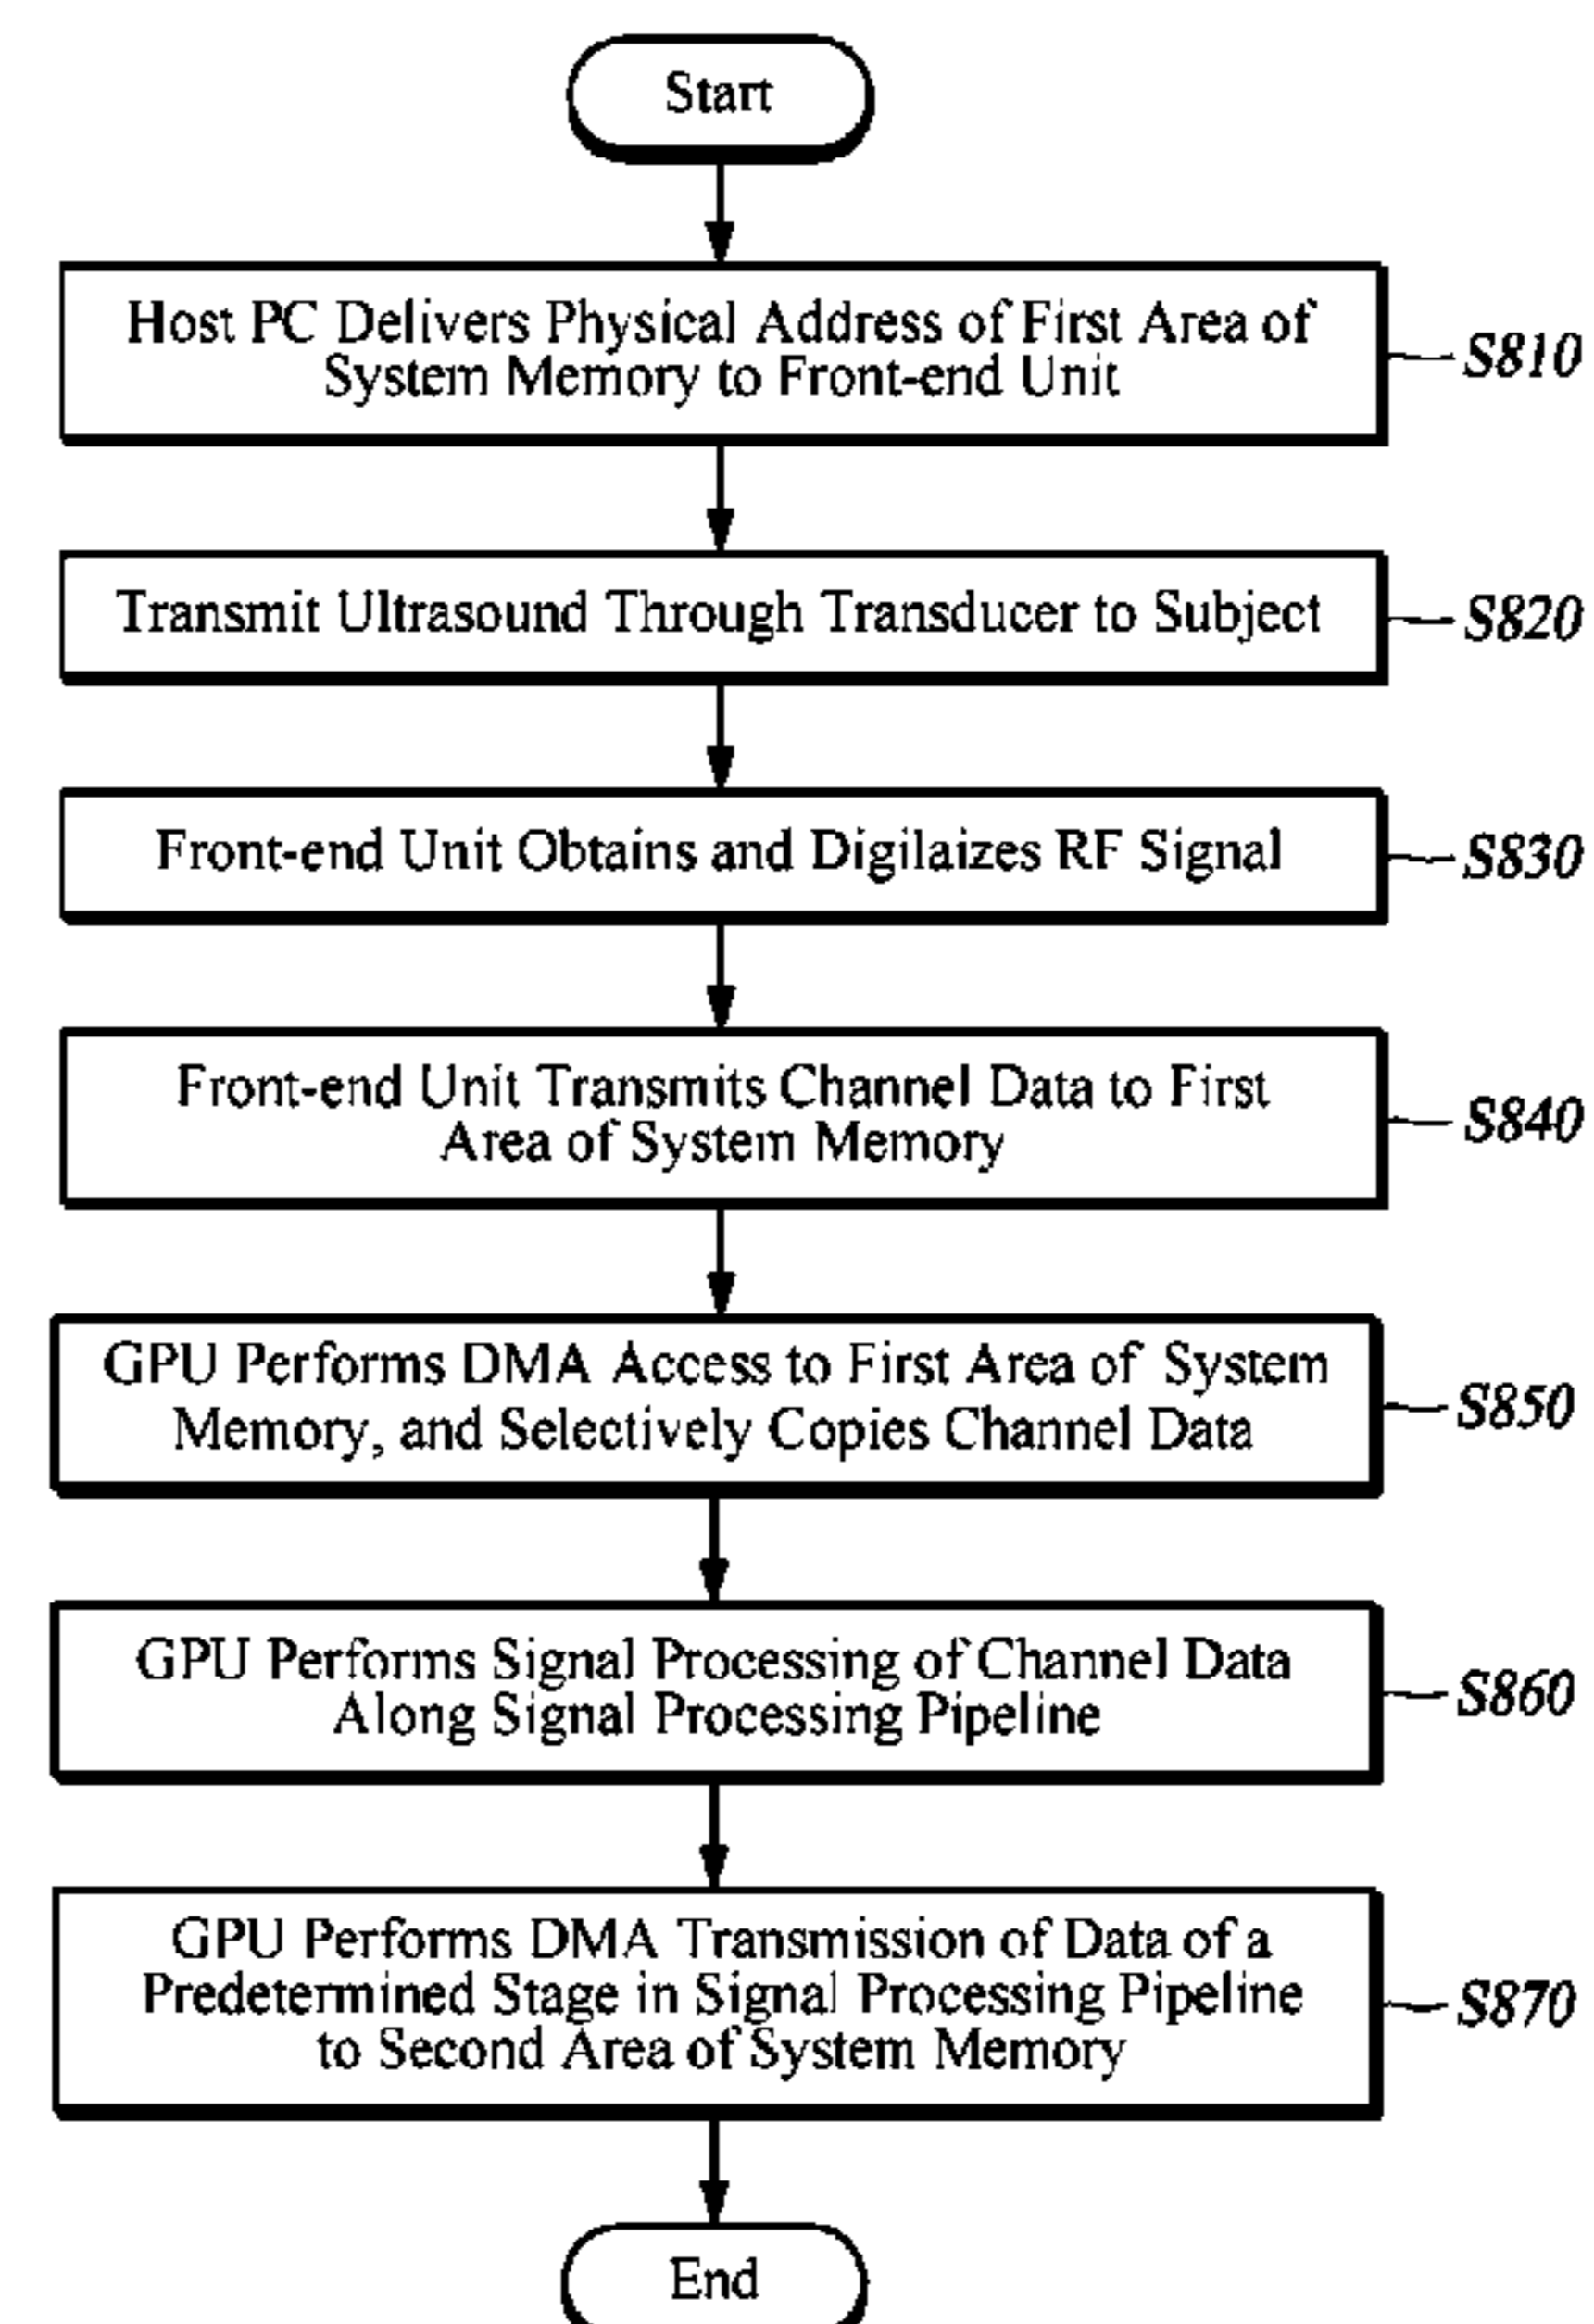 Start
Host PC Delivers Physical Address of First Area of
System Memory to Front-end Unit
S810
Transmit Ultrasound Through Transducer to Subject
S820
Front-end Unit Obtains and Digilaizes RF Signal
S830
Front-end Unit Transmits Channel Data to First
Area of System Memory
S840
GPU Performs DMA Access to First Area of System
Memory, and Selectively Copies Channel Data
S850
GPU Performs Signal Processing of Channel Data
Along Signal Processing Pipeline
S860
GPU Performs DMA Transmission of Data of a
Predetermined Stage in Signal Processing Pipeline
to Second Area of System Memory
S870
End